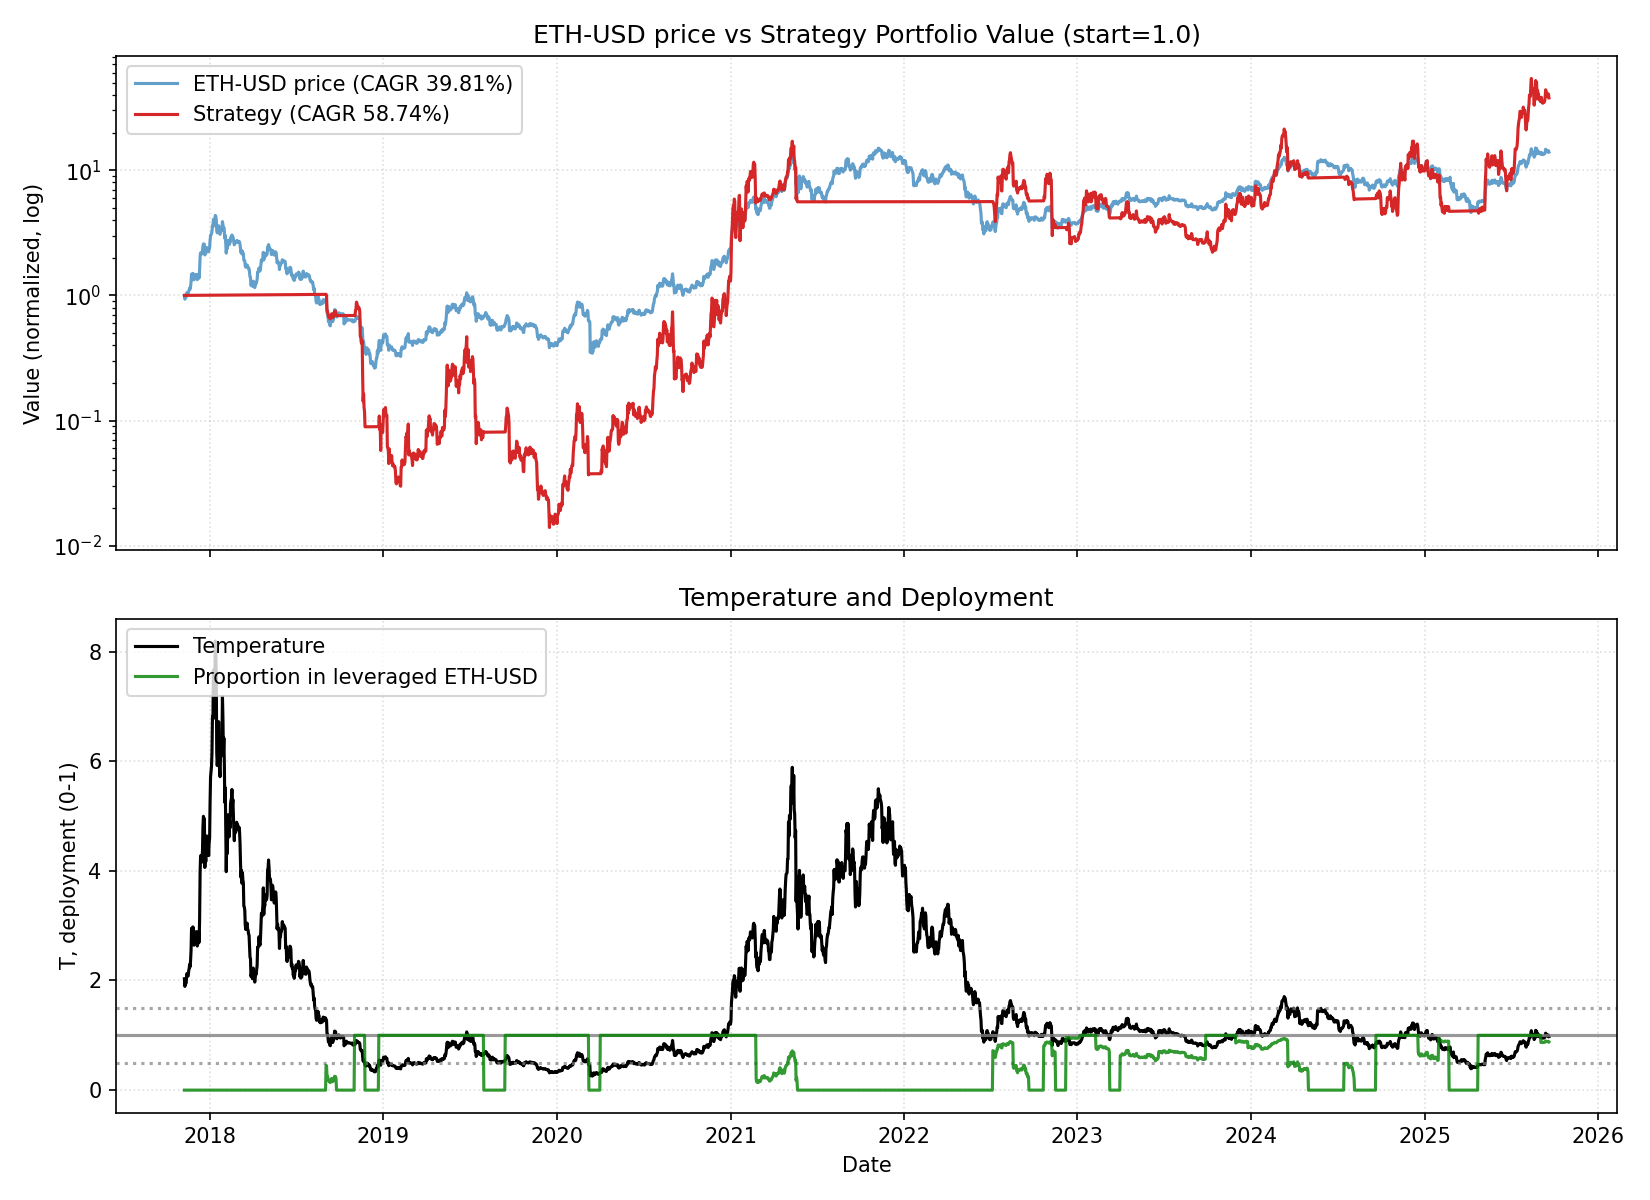 ETH-USD price vs Strategy Portfolio Value (start=1.0)
ETH-USD price (CAGR 39.81%)
Strategy (CAGR 58.74%)
Value (normalized, log)
10^1
10^0
10^-1
10^-2
Temperature and Deployment
Temperature
Proportion in leveraged ETH-USD
T, deployment (0-1)
8
6
4
2
0
2018 2019 2020 2021 2022 2023 2024 2025 2026
Date